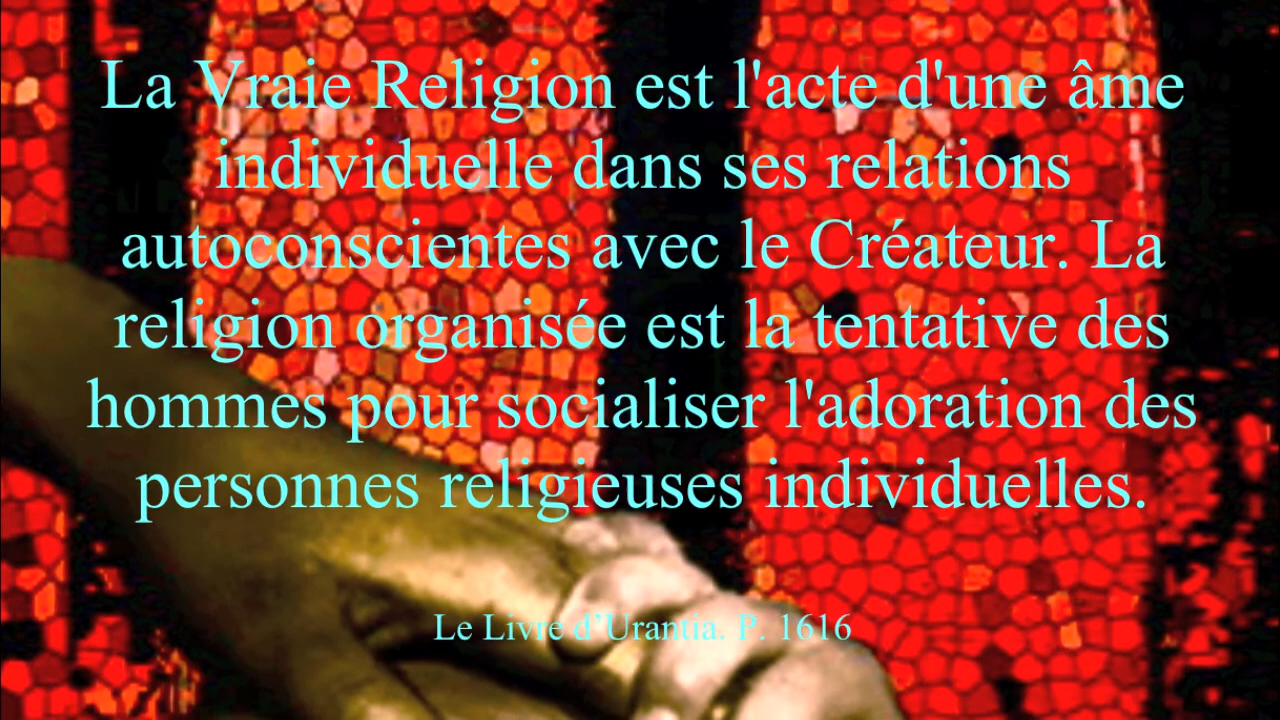 La Vraie Religion est l'acte d'une âme
individuelle dans ses relations
autoconscientes avec le Créateur. La
religion organisée est la tentative des
hommes pour socialiser l'adoration des
personnes religieuses individuelles.
Le Livre d’Urantia. P. 1616